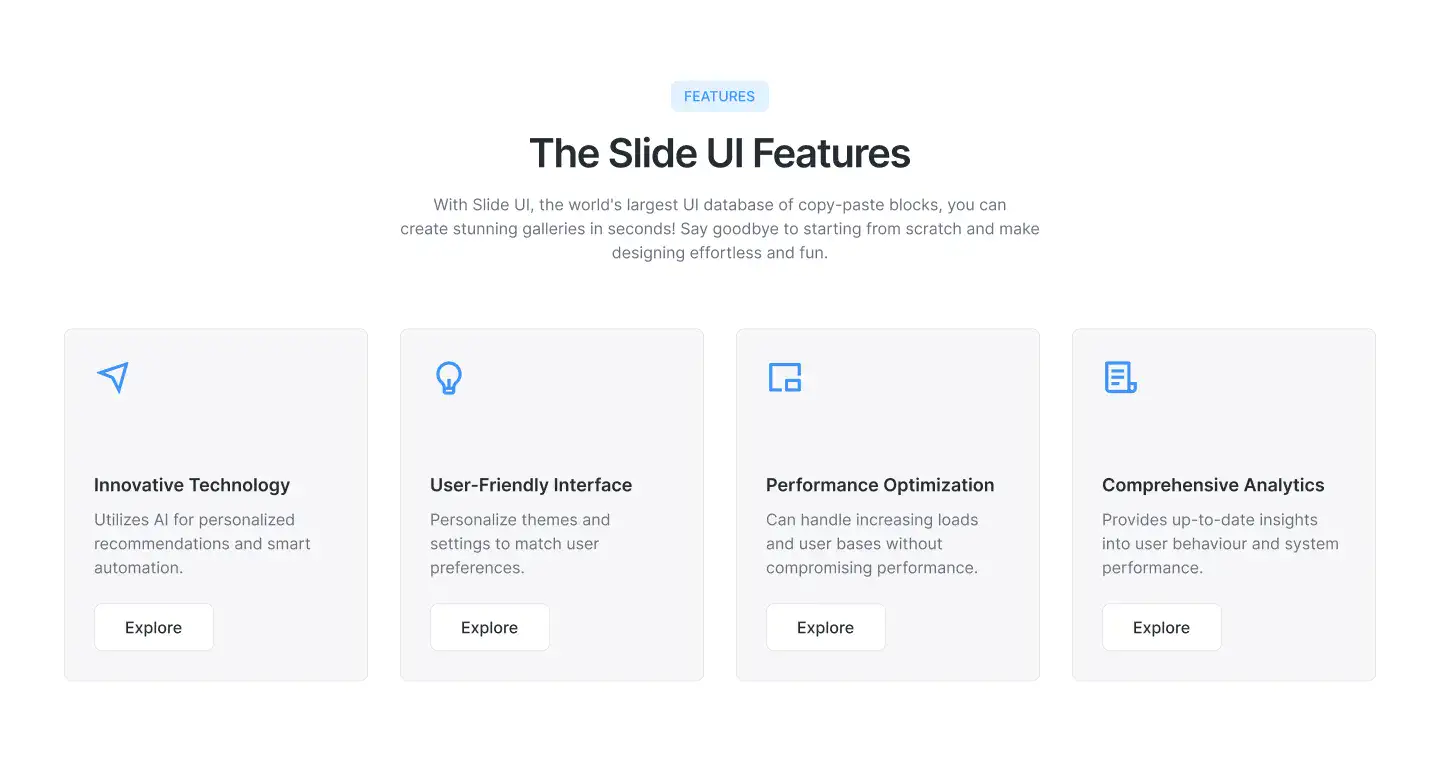 FEATURES
The Slide UI Features
With Slide UI, the world's largest UI database of copy-paste blocks, you can
create stunning galleries in seconds! Say goodbye to starting from scratch and make
designing effortless and fun.
Innovative Technology
Utilizes AI for personalized
recommendations and smart
automation.
Explore
User-Friendly Interface
Personalize themes and
settings to match user
preferences.
Explore
Performance Optimization
Can handle increasing loads
and user bases without
compromising performance.
Explore
Comprehensive Analytics
Provides up-to-date insights
into user behaviour and system
performance.
Explore